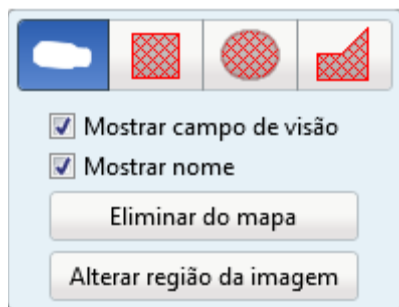 Mostrar campo de visão
Mostrar nome
Eliminar do mapa
Alterar região da imagem